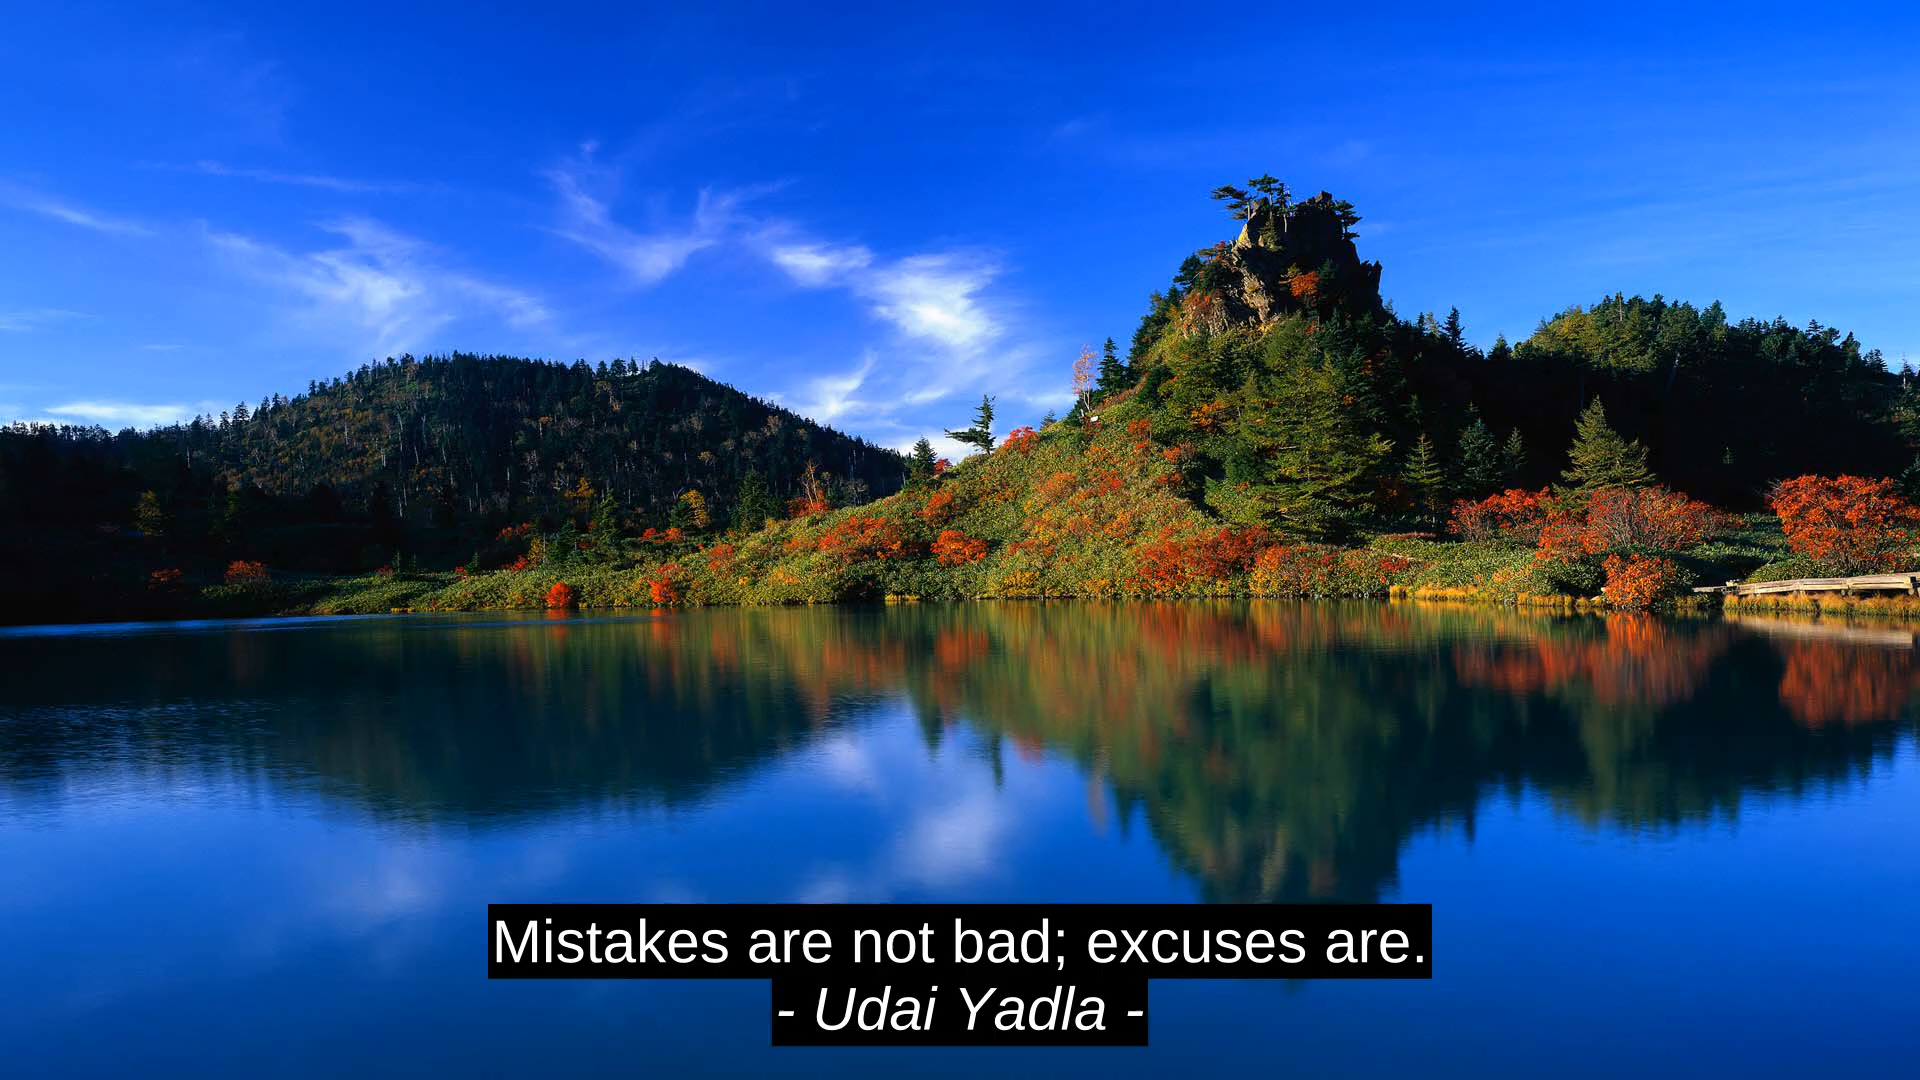 Mistakes are not bad; excuses are.
- Udai Yadla -